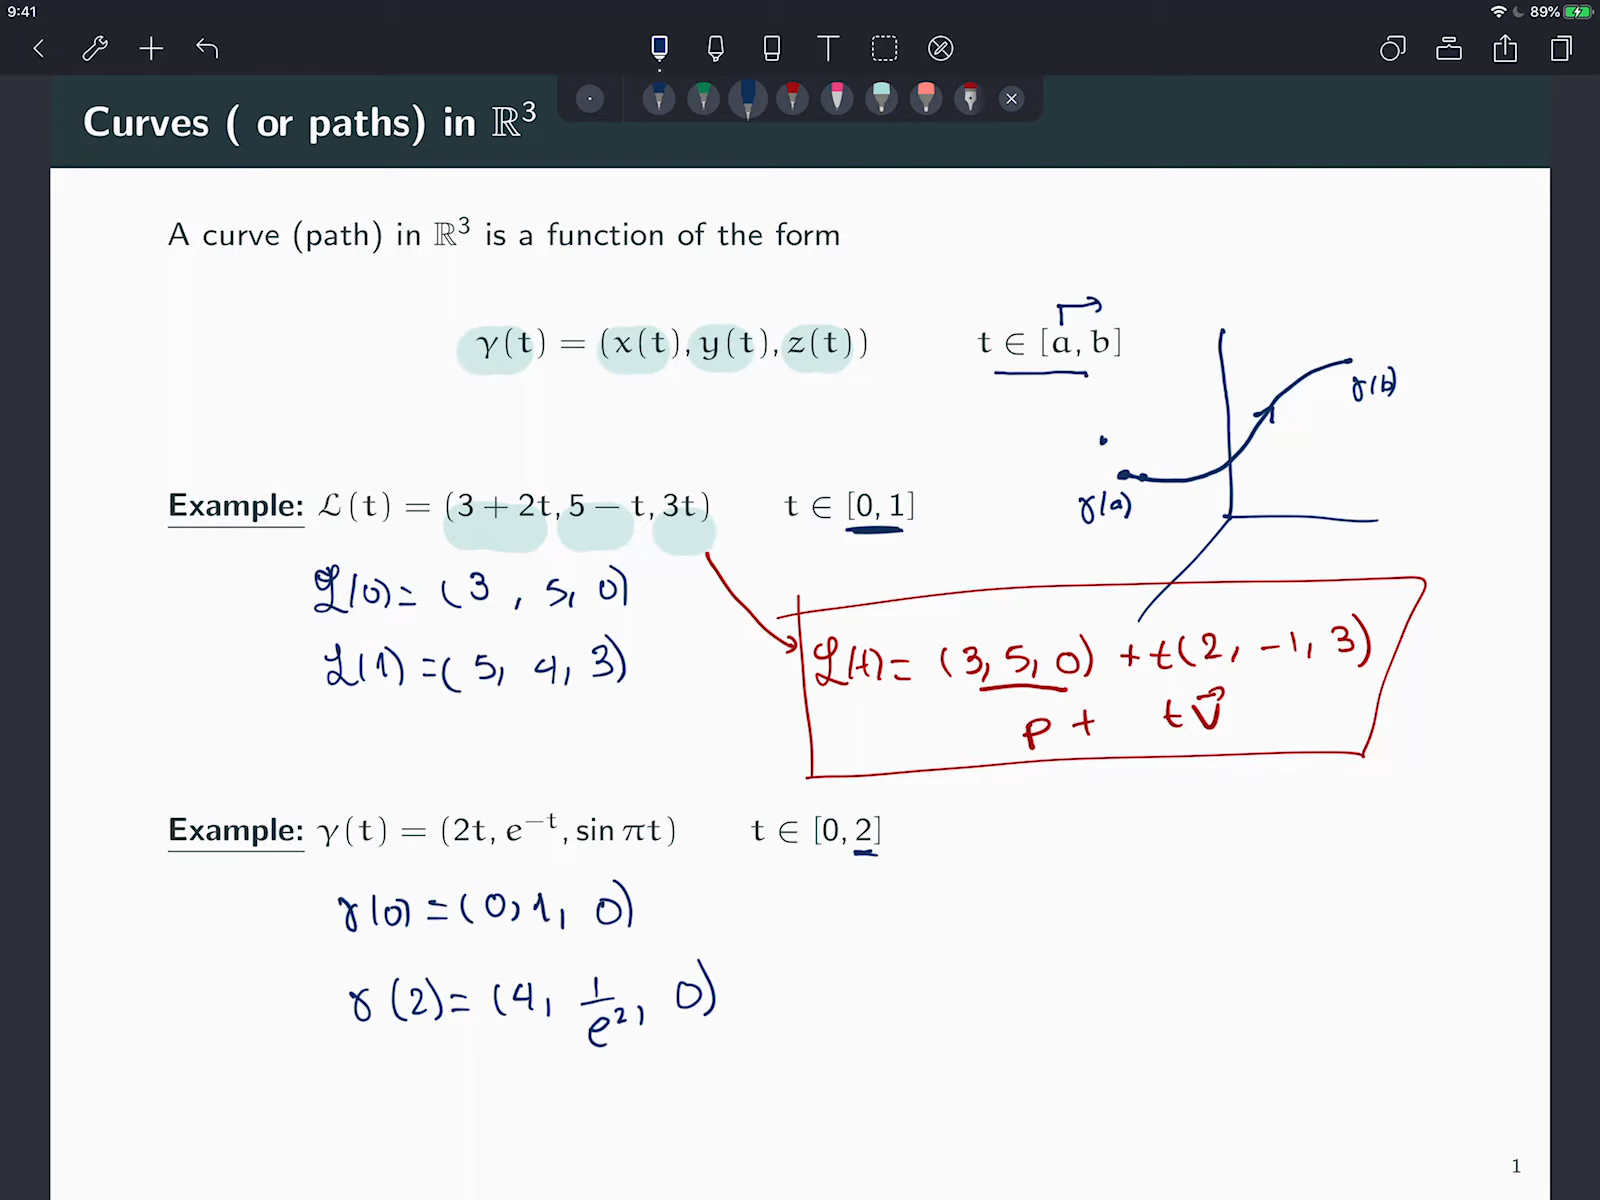 9:41
89%
Curves ( or paths) in ℝ³
A curve (path) in ℝ³ is a function of the form
γ(t) = (x(t), y(t), z(t)) t ∈ [a, b]
γ(b)
γ(a)
Example: ℒ(t) = (3 + 2t, 5 − t, 3t) t ∈ [0, 1]
ℒ(0) = (3, 5, 0)
ℒ(1) = (5, 4, 3)
ℒ(t) = (3, 5, 0) + t(2, -1, 3)
p + t v⃗
Example: γ(t) = (2t, e⁻ᵗ, sin πt) t ∈ [0, 2]
γ(0) = (0, 1, 0)
γ(2) = (4, 1/e², 0)
1